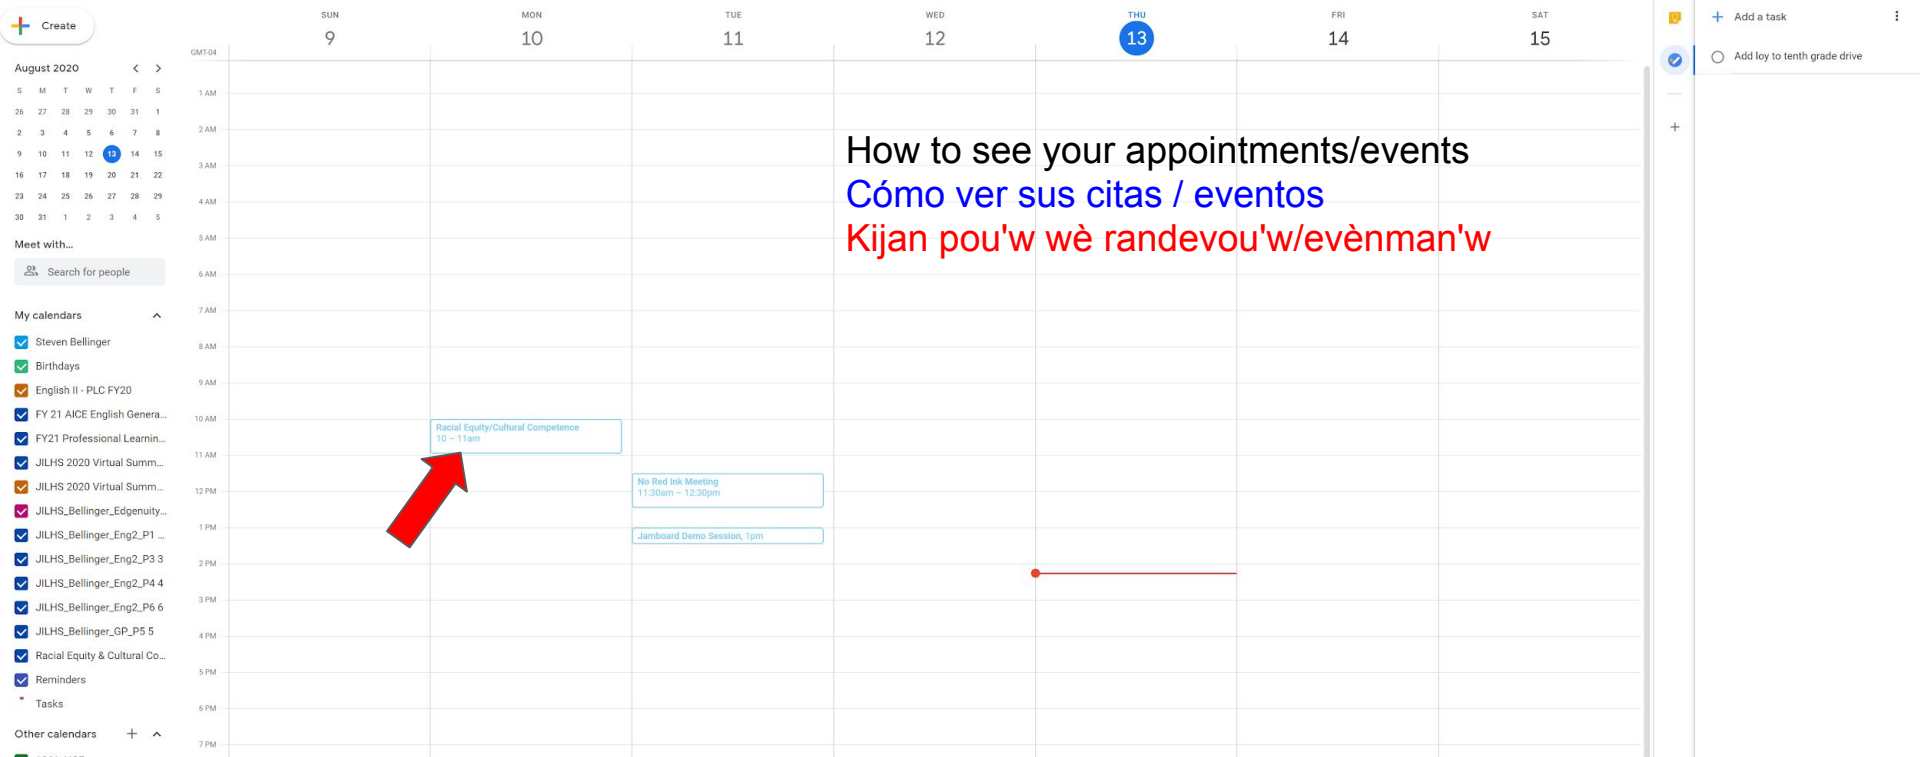 Create
August 2020
S M T W T F S
26 27 28 29 30 31 1
2 3 4 5 6 7 8
9 10 11 12 13 14 15
16 17 18 19 20 21 22
23 24 25 26 27 28 29
30 31 1 2 3 4 5
Meet with...
Search for people
My calendars
Steven Bellinger
Birthdays
English II - PLC FY20
FY 21 AICE English Genera...
FY21 Professional Learnin...
JILHS 2020 Virtual Summ...
JILHS 2020 Virtual Summ...
JILHS_Bellinger_Edgenuity...
JILHS_Bellinger_Eng2_P1 ...
JILHS_Bellinger_Eng2_P3 3
JILHS_Bellinger_Eng2_P4 4
JILHS_Bellinger_Eng2_P6 6
JILHS_Bellinger_GP_P5 5
Racial Equity & Cultural Co...
Reminders
Tasks
Other calendars
SUN MON TUE WED THU FRI SAT
9 10 11 12 13 14 15
GMT-04
1 AM
2 AM
3 AM
4 AM
5 AM
6 AM
7 AM
8 AM
9 AM
10 AM
11 AM
12 PM
1 PM
2 PM
3 PM
4 PM
5 PM
6 PM
7 PM
How to see your appointments/events
Cómo ver sus citas / eventos
Kijan pou'w wè randevou'w/evènman'w
Racial Equity/Cultural Competence
10 – 11am
No Red Ink Meeting
11:30am – 12:30pm
Jamboard Demo Session, 1pm
Add a task
Add loy to tenth grade drive